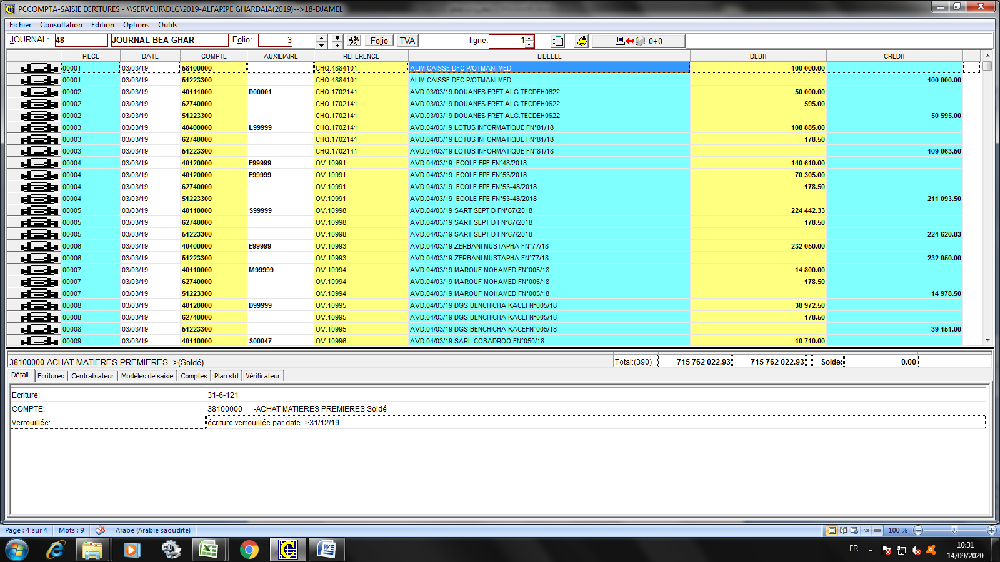 PCCOMPTA-SAISIE ECRITURES - \\SERVEUR\DLG\2019-ALFAPIPE GHARDAIA(2019)-->18-DJAMEL
Fichier Consultation Edition Options Outils
JOURNAL: 48 JOURNAL BEA GHAR Folio: 3 Folio TVA ligne: 1 0+0
PIECE DATE COMPTE AUXILIAIRE REFERENCE LIBELLE DEBIT CREDIT
00001 03/03/19 58100000 CHQ.4884101 ALIM.CAISSE DFC P/OTMANI MED 100 000.00
00001 03/03/19 51223300 CHQ.4884101 ALIM.CAISSE DFC P/OTMANI MED 100 000.00
00002 03/03/19 40111000 D00001 CHQ.1702141 AVD.03/03/19 DOUANES FRET ALG.TECDEH0622 50 000.00
00002 03/03/19 62740000 CHQ.1702141 AVD.03/03/19 DOUANES FRET ALG.TECDEH0622 595.00
00002 03/03/19 51223300 CHQ.1702141 AVD.03/03/19 DOUANES FRET ALG.TECDEH0622 50 595.00
00003 03/03/19 40400000 L99999 CHQ.1702141 AVD.04/03/19 LOTUS INFORMATIQUE FN°81/18 108 885.00
00003 03/03/19 62740000 CHQ.1702141 AVD.04/03/19 LOTUS INFORMATIQUE FN°81/18 178.50
00003 03/03/19 51223300 CHQ.1702141 AVD.04/03/19 LOTUS INFORMATIQUE FN°81/18 109 063.50
00004 03/03/19 40120000 E99999 OV.10991 AVD.04/03/19 ECOLE FPE FN°48/2018 140 610.00
00004 03/03/19 40120000 E99999 OV.10991 AVD.04/03/19 ECOLE FPE FN°53/2018 70 305.00
00004 03/03/19 62740000 OV.10991 AVD.04/03/19 ECOLE FPE FN°53-48/2018 178.50
00004 03/03/19 51223300 OV.10991 AVD.04/03/19 ECOLE FPE FN°53-48/2018 211 093.50
00005 03/03/19 40110000 S99999 OV.10998 AVD.04/03/19 SART SEPT D FN°67/2018 224 442.33
00005 03/03/19 62740000 OV.10998 AVD.04/03/19 SART SEPT D FN°67/2018 178.50
00005 03/03/19 51223300 OV.10998 AVD.04/03/19 SART SEPT D FN°67/2018 224 620.83
00006 03/03/19 40400000 E99999 OV.10993 AVD.04/03/19 ZERBANI MUSTAPHA FN°77/18 232 050.00
00006 03/03/19 51223300 OV.10993 AVD.04/03/19 ZERBANI MUSTAPHA FN°77/18 232 050.00
00007 03/03/19 40110000 M99999 OV.10994 AVD.04/03/19 MAROUF MOHAMED FN°005/18 14 800.00
00007 03/03/19 62740000 OV.10994 AVD.04/03/19 MAROUF MOHAMED FN°005/18 178.50
00007 03/03/19 51223300 OV.10994 AVD.04/03/19 MAROUF MOHAMED FN°005/18 14 978.50
00008 03/03/19 40120000 D99999 OV.10995 AVD.04/03/19 DGS BENCHICHA KACEFN°005/18 38 972.50
00008 03/03/19 62740000 OV.10995 AVD.04/03/19 DGS BENCHICHA KACEFN°005/18 178.50
00008 03/03/19 51223300 OV.10995 AVD.04/03/19 DGS BENCHICHA KACEFN°005/18 39 151.00
00009 03/03/19 40110000 S00047 OV.10996 AVD.04/03/19 SARL COSADROQ FN°050/18 10 710.00
38100000-ACHAT MATIERES PREMIERES ->(Soldé) Total:(390) 715 762 022.93 715 762 022.93 Solde: 0.00
Détail Ecritures Centralisateur Modèles de saisie Comptes Plan std Vérificateur
Ecriture: 31-6-121
COMPTE: 38100000 -ACHAT MATIERES PREMIERES Soldé
Verrouillée: écriture verrouillée par date ->31/12/19
Page : 4 sur 4 Mots : 9 Arabe (Arabie saoudite) 100 %
FR 10:31
14/09/2020